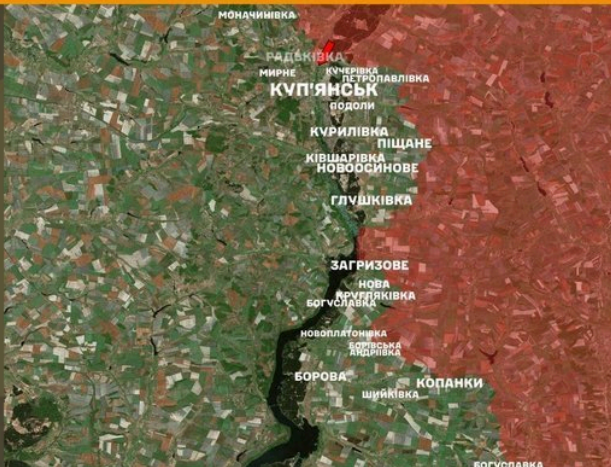 МОНАЧИНІВКА
РАДЬКІВКА
МИРНЕ
КУЧЕРІВКА
ПЕТРОПАВЛІВКА
КУП'ЯНСЬК
ПОДОЛИ
КУРИЛІВКА
ПІЩАНЕ
КІВШАРІВКА
НОВООСИНОВЕ
ГЛУШКІВКА
ЗАГРИЗОВЕ
НОВА
КРУГЛЯКІВКА
БОГУСЛАВКА
НОВОПЛАТОНІВКА
БОРІВСЬКА
АНДРІЇВКА
БОРОВА
КОПАНКИ
ШИЙКІВКА
БОГУСЛАВКА